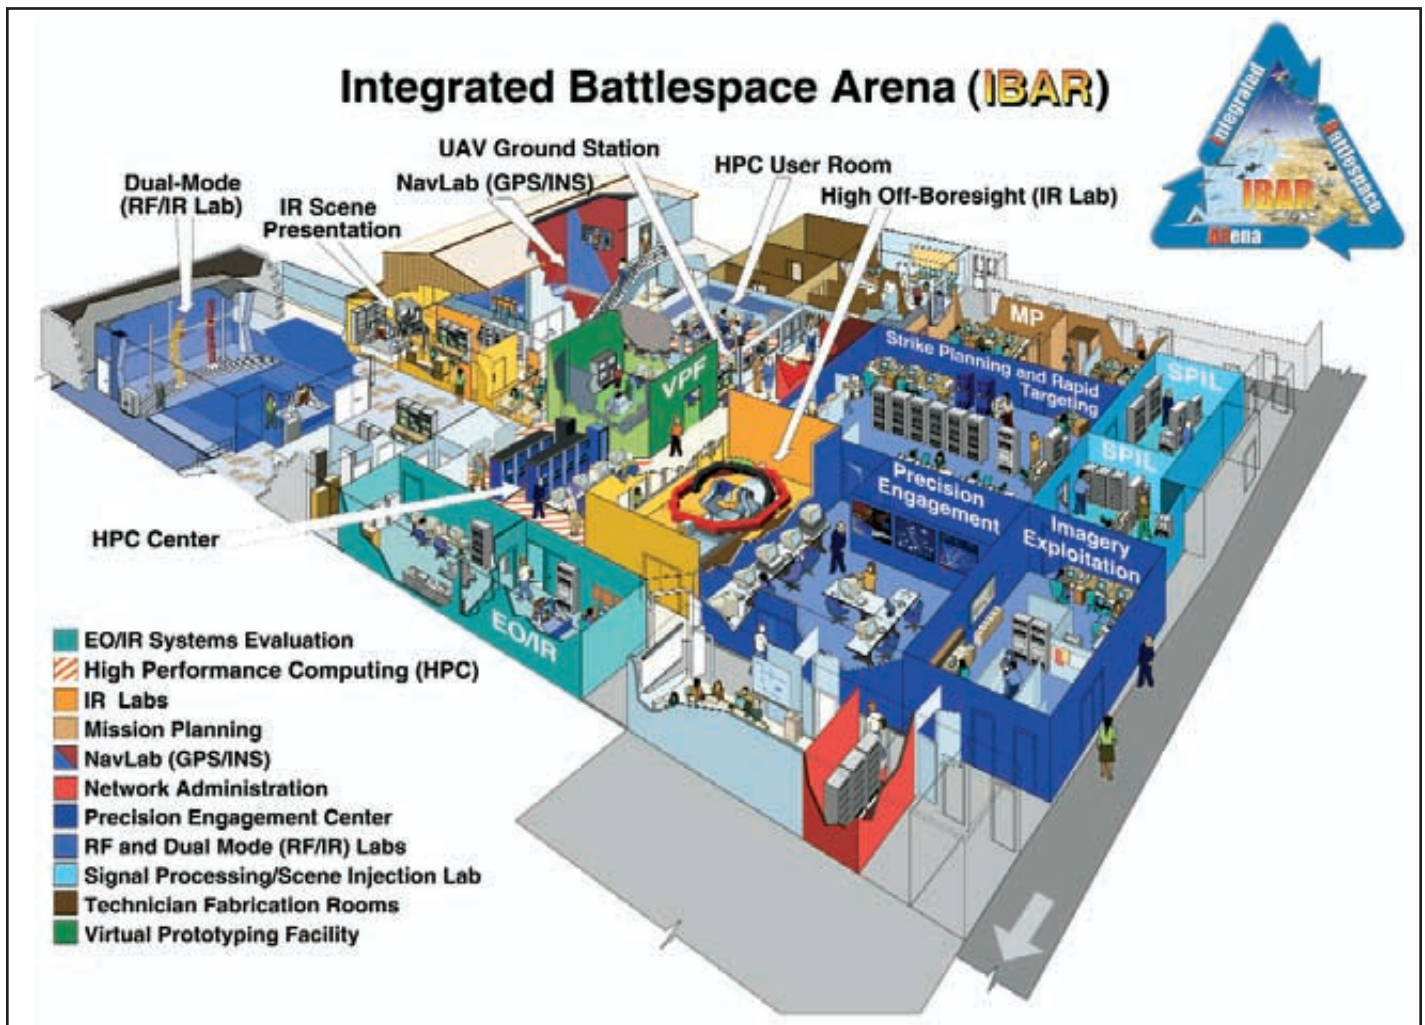 Integrated Battlespace Arena (IBAR)
Integrated
Battlespace
ARena
IBAR
UAV Ground Station
NavLab (GPS/INS)
HPC User Room
High Off-Boresight (IR Lab)
Dual-Mode
(RF/IR Lab)
IR Scene
Presentation
MP
Strike Planning and Rapid
Targeting
SPIL
SPIL
VPF
Precision
Engagement
Imagery
Exploitation
HPC Center
EO/IR
EO/IR Systems Evaluation
High Performance Computing (HPC)
IR Labs
Mission Planning
NavLab (GPS/INS)
Network Administration
Precision Engagement Center
RF and Dual Mode (RF/IR) Labs
Signal Processing/Scene Injection Lab
Technician Fabrication Rooms
Virtual Prototyping Facility